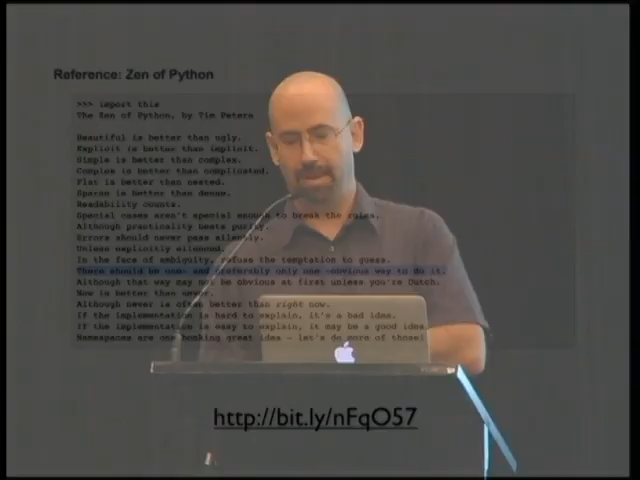 Reference: Zen of Python
>>> import this
The Zen of Python, by Tim Peters
Beautiful is better than ugly.
Explicit is better than implicit.
Simple is better than complex.
Complex is better than complicated.
Flat is better than nested.
Sparse is better than dense.
Readability counts.
Special cases aren't special enough to break the rules.
Although practicality beats purity.
Errors should never pass silently.
Unless explicitly silenced.
In the face of ambiguity, refuse the temptation to guess.
There should be one- and preferably only one -obvious way to do it.
Although that way may not be obvious at first unless you're Dutch.
Now is better than never.
Although never is often better than right now.
If the implementation is hard to explain, it's a bad idea.
If the implementation is easy to explain, it may be a good idea
Namespaces are one honking great idea - let's do more of those!
http://bit.ly/nFqO57